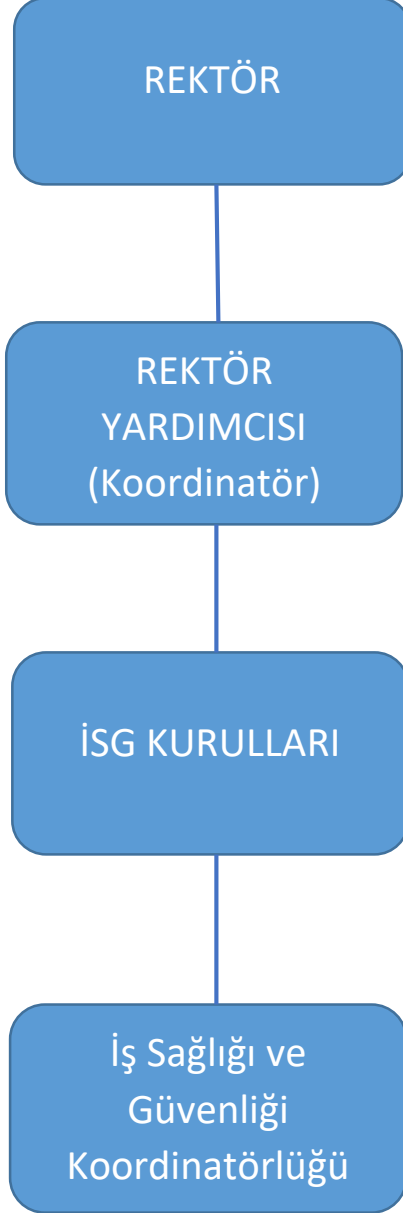 REKTÖR
REKTÖR
YARDIMCISI
(Koordinatör)
İSG KURULLARI
İş Sağlığı ve
Güvenliği
Koordinatörlüğü